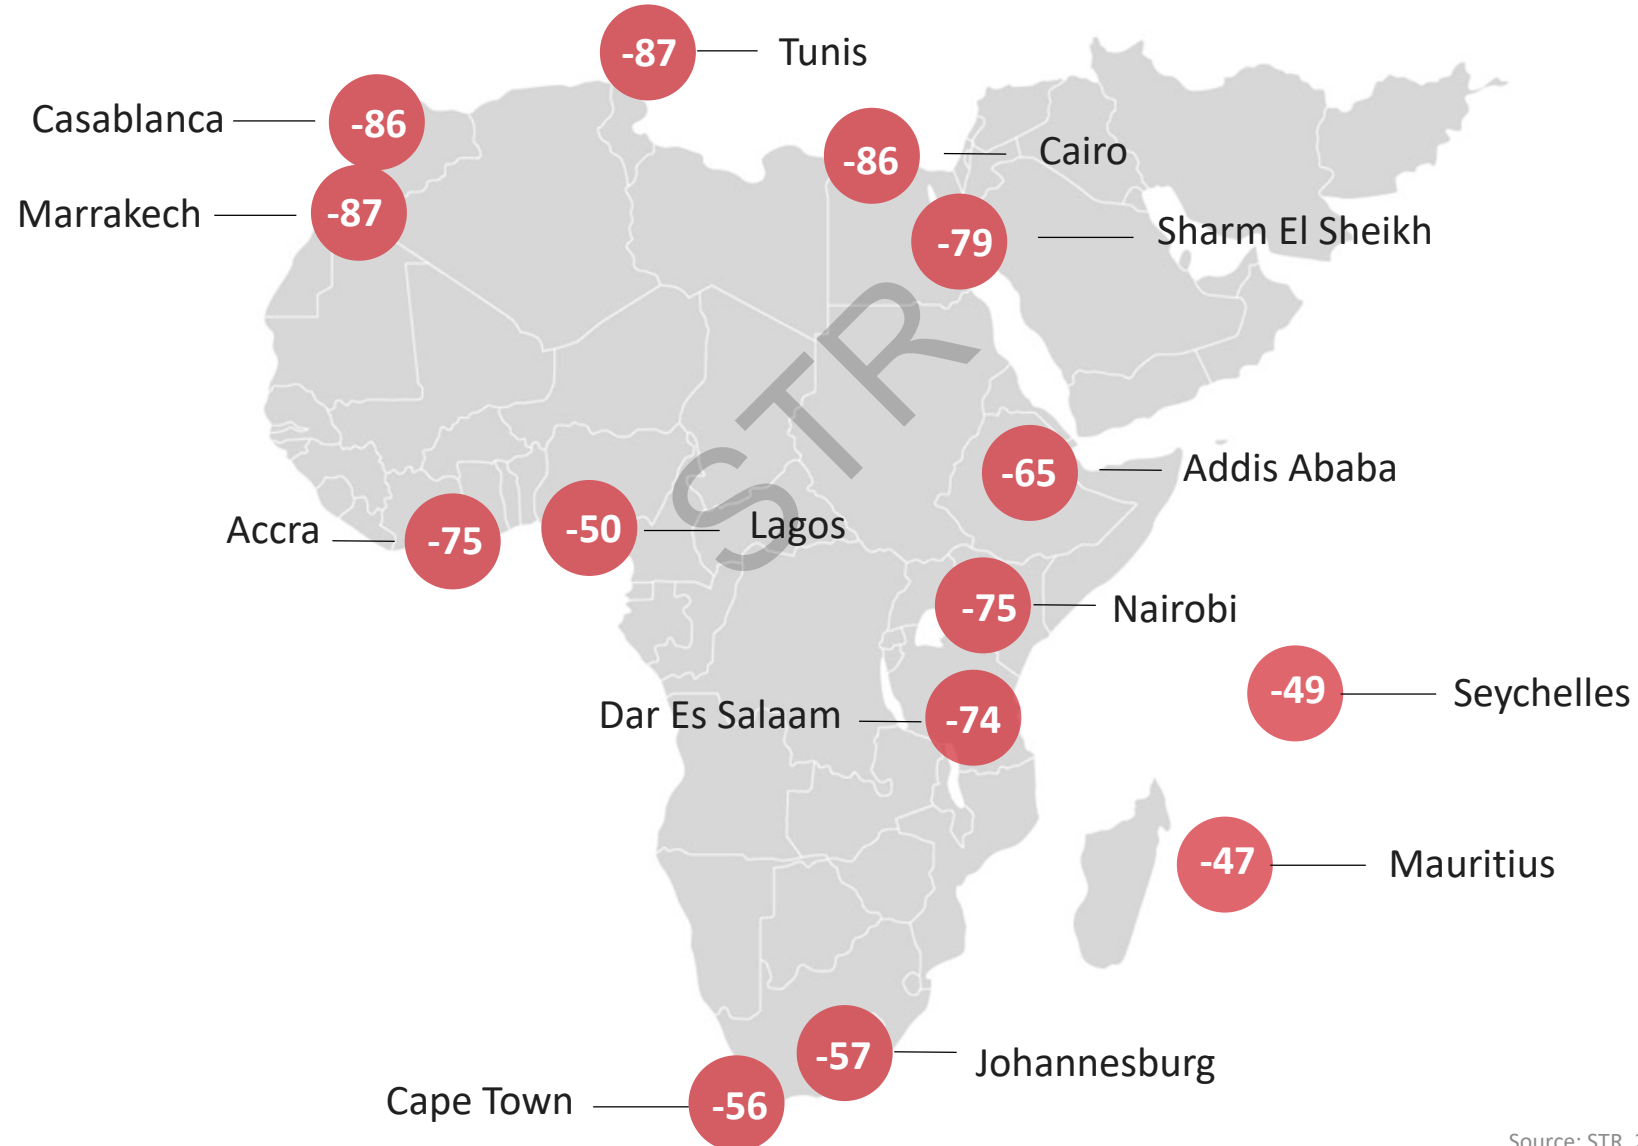 -87
Tunis
Casablanca
-86
-86
Cairo
Marrakech
-87
-79
Sharm El Sheikh
STR
-65
Addis Ababa
Accra
-75
-50
Lagos
-75
Nairobi
-49
Seychelles
Dar Es Salaam
-74
-47
Mauritius
-57
Johannesburg
Cape Town
-56
Source: STR.